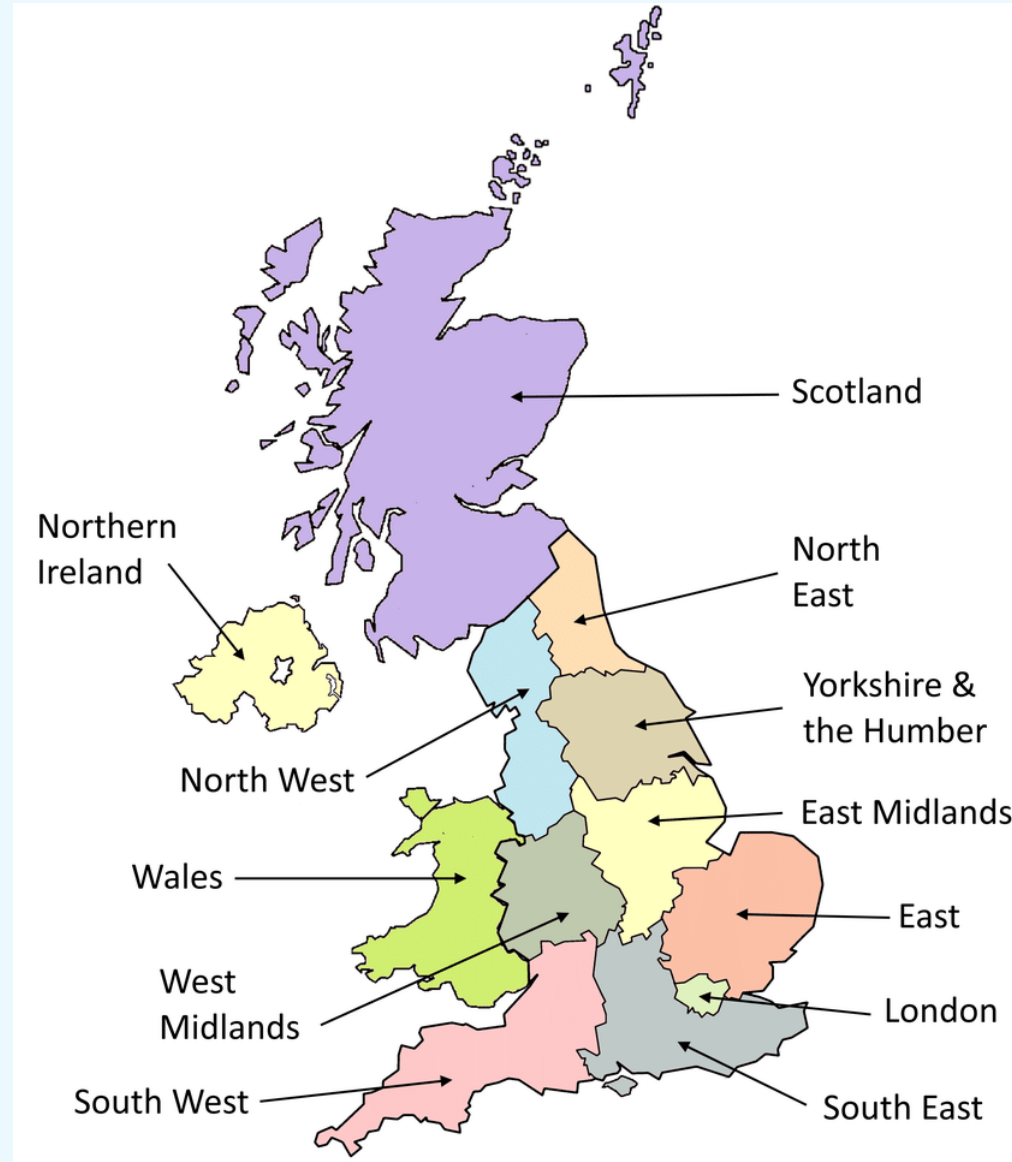 Scotland
Northern
Ireland
North
East
Yorkshire &
the Humber
North West
East Midlands
Wales
East
West
Midlands
London
South West
South East